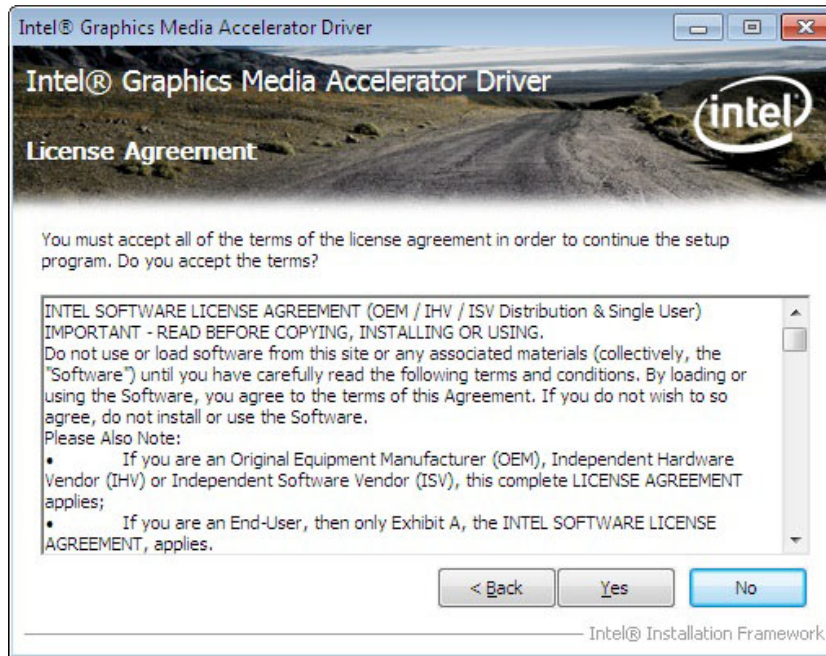 Intel® Graphics Media Accelerator Driver
Intel® Graphics Media Accelerator Driver
intel
License Agreement
You must accept all of the terms of the license agreement in order to continue the setup
program. Do you accept the terms?
INTEL SOFTWARE LICENSE AGREEMENT (OEM / IHV / ISV Distribution & Single User)
IMPORTANT - READ BEFORE COPYING, INSTALLING OR USING.
Do not use or load software from this site or any associated materials (collectively, the
"Software") until you have carefully read the following terms and conditions. By loading or
using the Software, you agree to the terms of this Agreement. If you do not wish to so
agree, do not install or use the Software.
Please Also Note:
• If you are an Original Equipment Manufacturer (OEM), Independent Hardware
Vendor (IHV) or Independent Software Vendor (ISV), this complete LICENSE AGREEMENT
applies;
• If you are an End-User, then only Exhibit A, the INTEL SOFTWARE LICENSE
AGREEMENT, applies.
< Back Yes No
Intel® Installation Framework